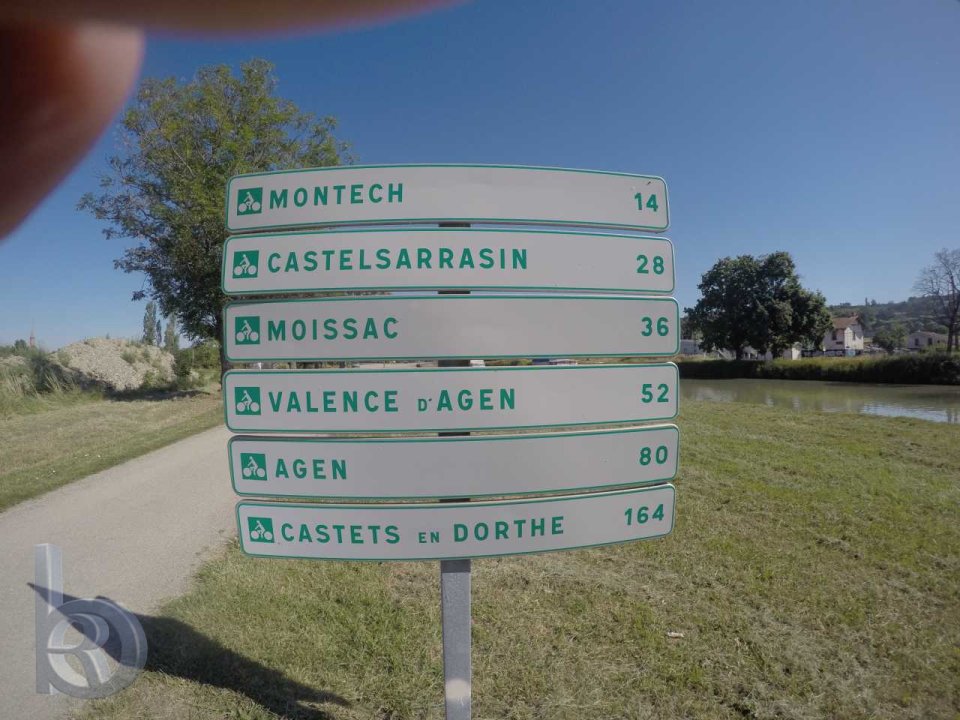 MONTECH 14
CASTELSARRASIN 28
MOISSAC 36
VALENCE D'AGEN 52
AGEN 80
CASTETS EN DORTHE 164